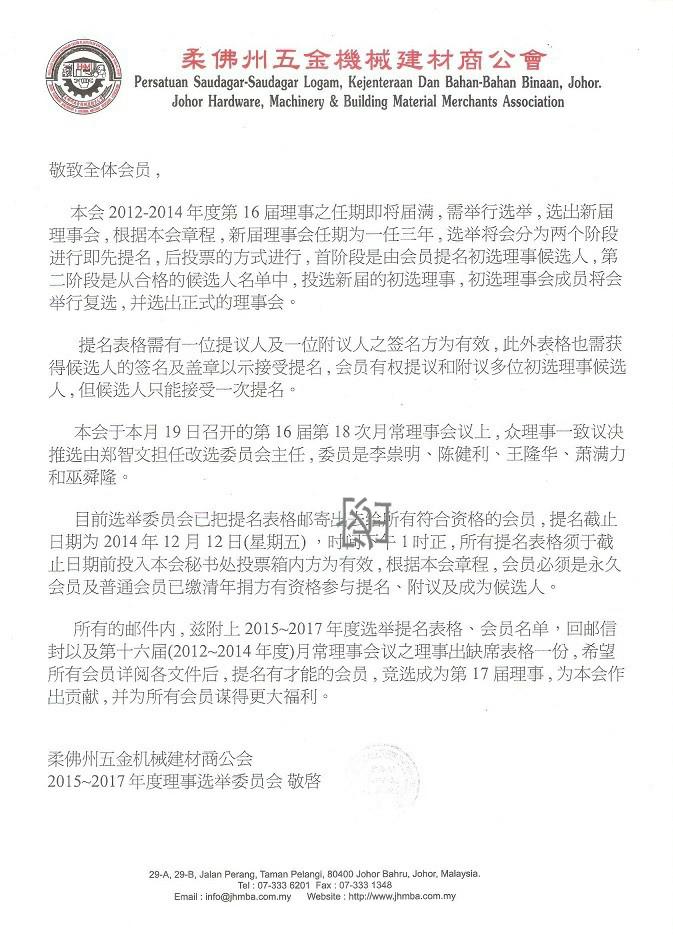 柔佛州五金機械建材商公會
Persatuan Saudagar-Saudagar Logam, Kejenteraan Dan Bahan-Bahan Binaan, Johor.
Johor Hardware, Machinery & Building Material Merchants Association
敬致全体会员,
本会 2012-2014 年度第 16 届理事之任期即将届满,需举行选举,选出新届
理事会,根据本会章程,新届理事会任期为一任三年,选举将会分为两个阶段
进行即先提名,后投票的方式进行,首阶段是由会员提名初选理事候选人,第
二阶段是从合格的候选人名单中,投选新届的初选理事,初选理事会成员将会
举行复选,并选出正式的理事会。
提名表格需有一位提议人及一位附议人之签名方为有效,此外表格也需获
得候选人的签名及盖章以示接受提名,会员有权提议和附议多位初选理事候选
人,但候选人只能接受一次提名。
本会于本月 19 日召开的第 16 届第 18 次月常理事会议上,众理事一致议决
推选由郑智文担任改选委员会主任,委员是李崇明、陈健利、王隆华、萧满力
和巫舜隆。
目前选举委员会已把提名表格邮寄出 给所有符合资格的会员,提名截止
日期为 2014 年 12 月 12 日(星期五),时间 午 1 时正,所有提名表格须于截
止日期前投入本会秘书处投票箱内方为有效,根据本会章程,会员必须是永久
会员及普通会员已缴清年捐方有资格参与提名、附议及成为候选人。
所有的邮件内,兹附上 2015~2017 年度选举提名表格、会员名单,回邮信
封以及第十六届(2012~2014 年度)月常理事会议之理事出缺席表格一份,希望
所有会员详阅各文件后,提名有才能的会员,竞选成为第 17 届理事,为本会作
出贡献,并为所有会员谋得更大福利。
柔佛州五金机械建材商公会
2015~2017 年度理事选举委员会 敬启
29-A, 29-B, Jalan Perang, Taman Pelangi, 80400 Johor Bahru, Johor, Malaysia.
Tel : 07-333 6201 Fax : 07-333 1348
Email : info@jhmba.com.my Website : http://www.jhmba.com.my